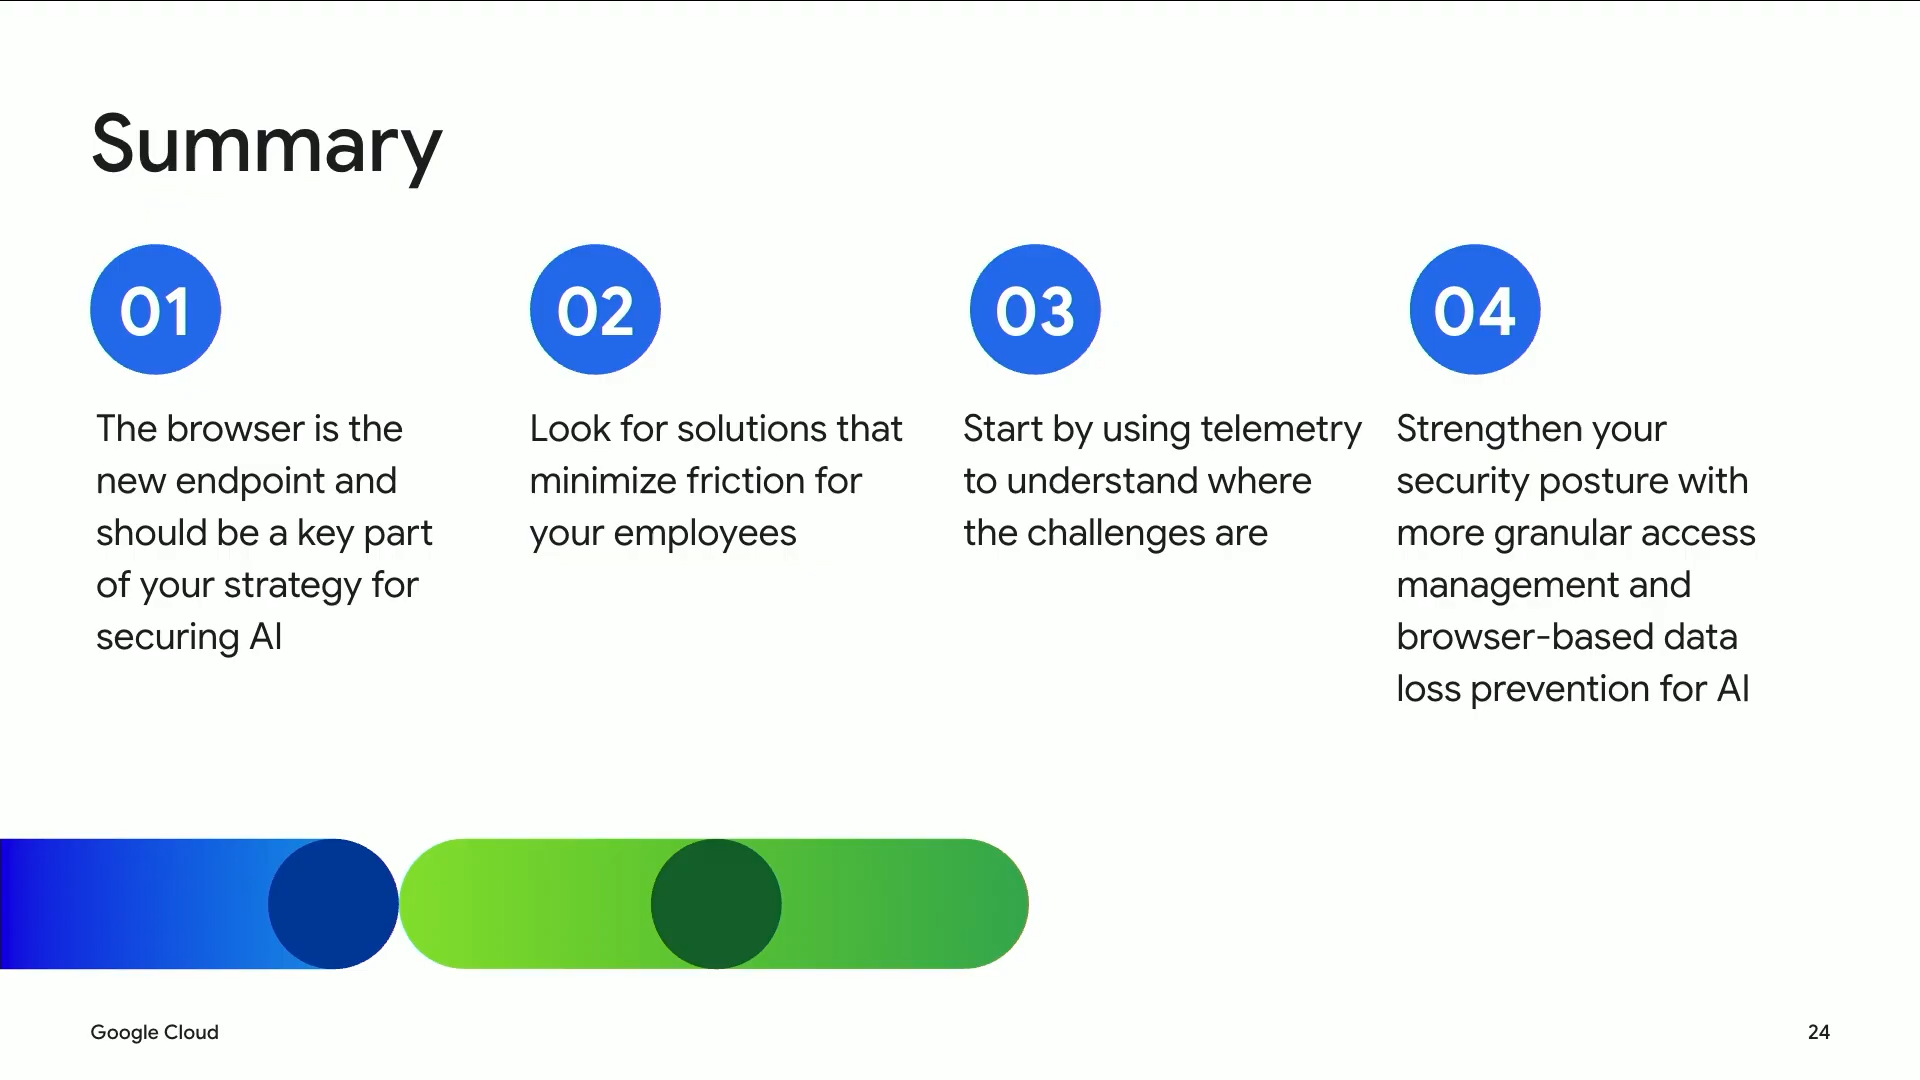 Summary
01
The browser is the
new endpoint and
should be a key part
of your strategy for
securing AI
02
Look for solutions that
minimize friction for
your employees
03
Start by using telemetry
to understand where
the challenges are
04
Strengthen your
security posture with
more granular access
management and
browser-based data
loss prevention for AI
Google Cloud
24